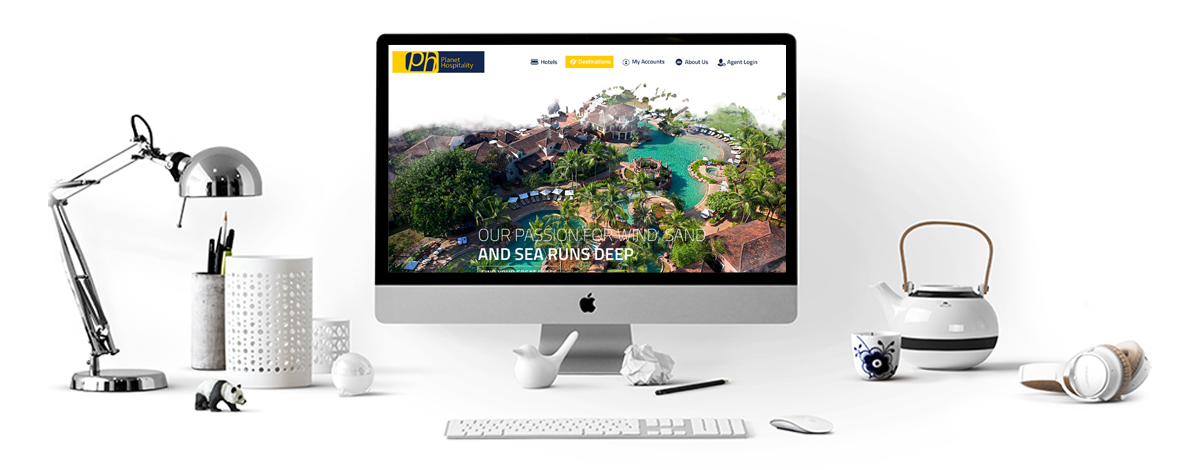 ph Planet
Hospitality
Hotels
Destinations
My Accounts
About Us
Agent Login
OUR PASSION FOR WIND, SAND
AND SEA RUNS DEEP